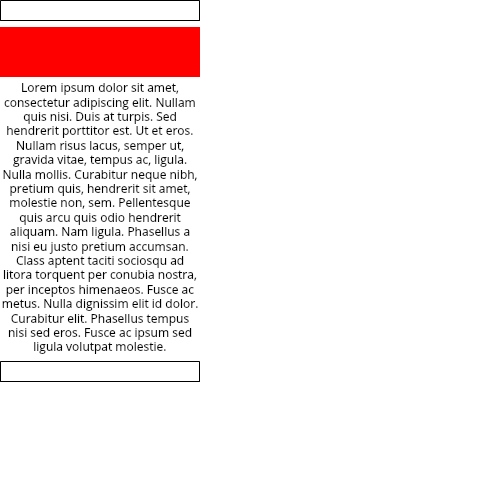 Lorem ipsum dolor sit amet,
consectetur adipiscing elit. Nullam
quis nisi. Duis at turpis. Sed
hendrerit porttitor est. Ut et eros.
Nullam risus lacus, semper ut,
gravida vitae, tempus ac, ligula.
Nulla mollis. Curabitur neque nibh,
pretium quis, hendrerit sit amet,
molestie non, sem. Pellentesque
quis arcu quis odio hendrerit
aliquam. Nam ligula. Phasellus a
nisi eu justo pretium accumsan.
Class aptent taciti sociosqu ad
litora torquent per conubia nostra,
per inceptos himenaeos. Fusce ac
metus. Nulla dignissim elit id dolor.
Curabitur elit. Phasellus tempus
nisi sed eros. Fusce ac ipsum sed
ligula volutpat molestie.